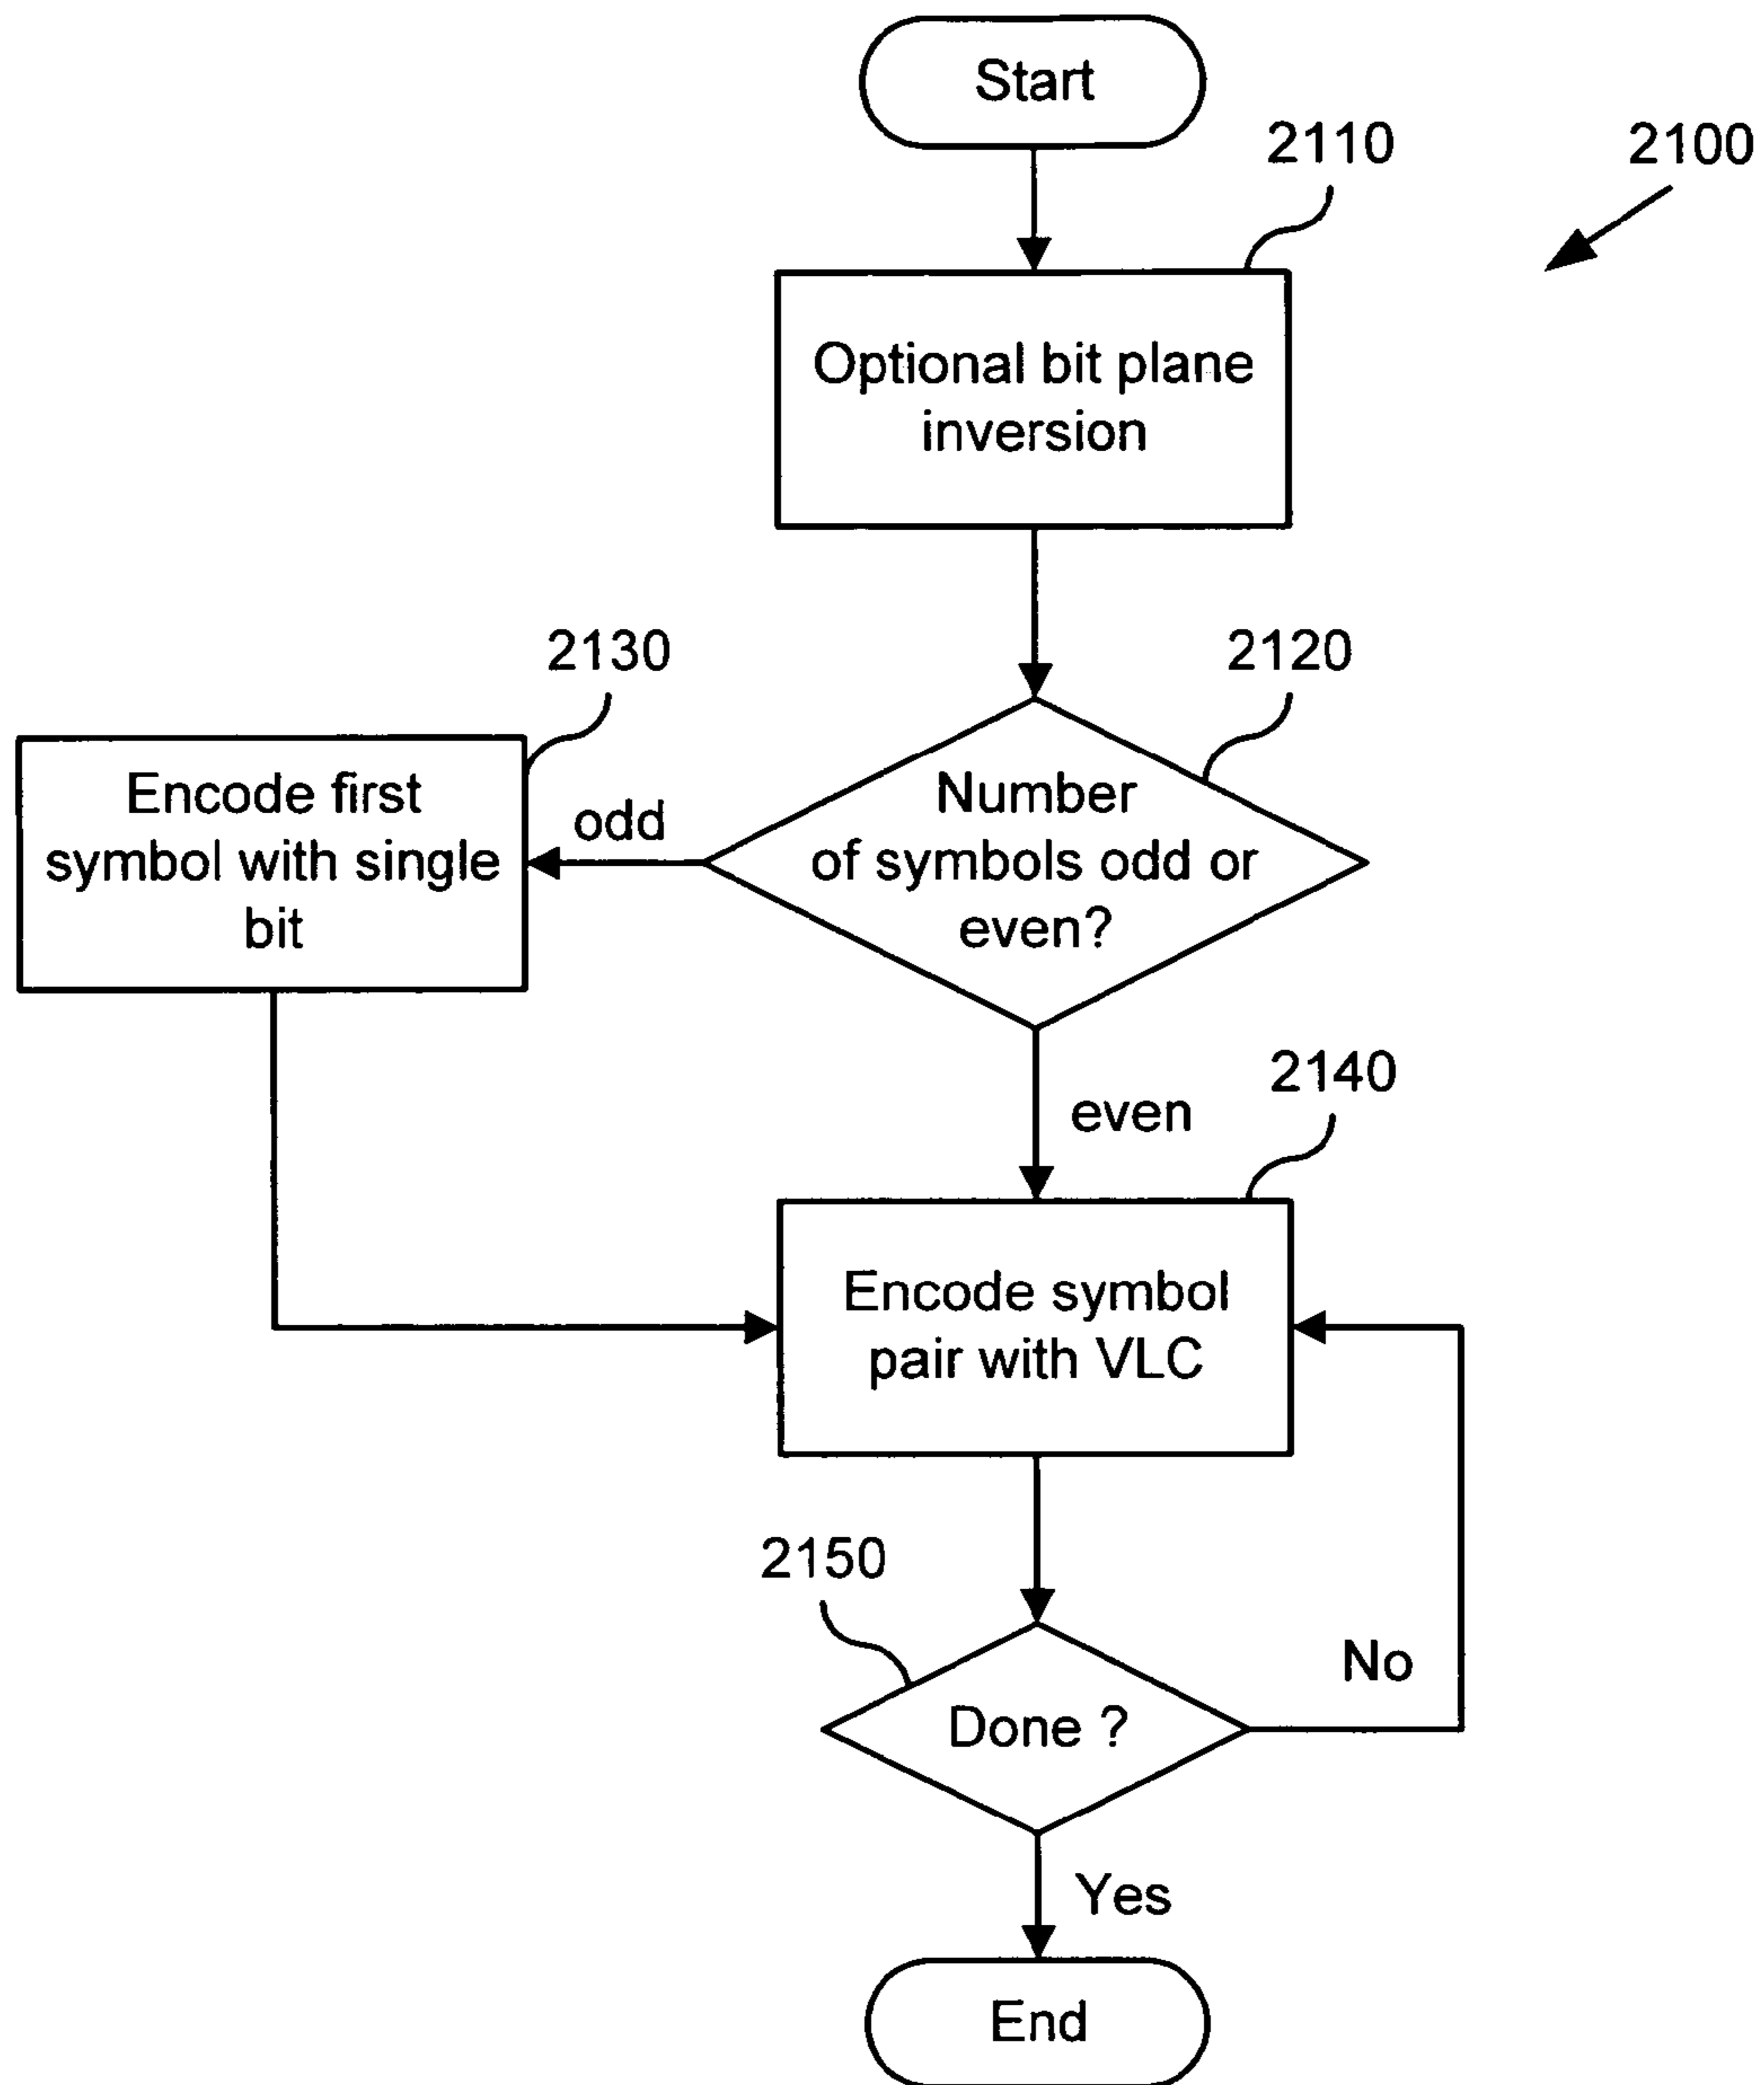 Start
2110
2100
Optional bit plane
inversion
2130
2120
Encode first
symbol with single
bit
odd
Number
of symbols odd or
even?
even
2140
Encode symbol
pair with VLC
2150
Done ?
No
Yes
End